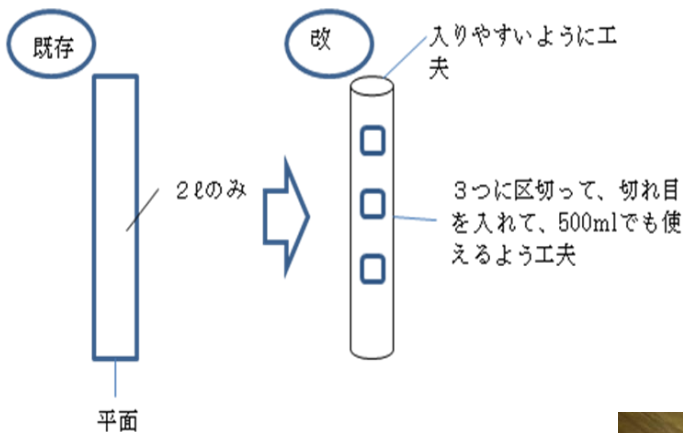 既存
改
入りやすいように工
夫
2ℓのみ
3つに区切って、切れ目
を入れて、500mlでも使
えるよう工夫
平面